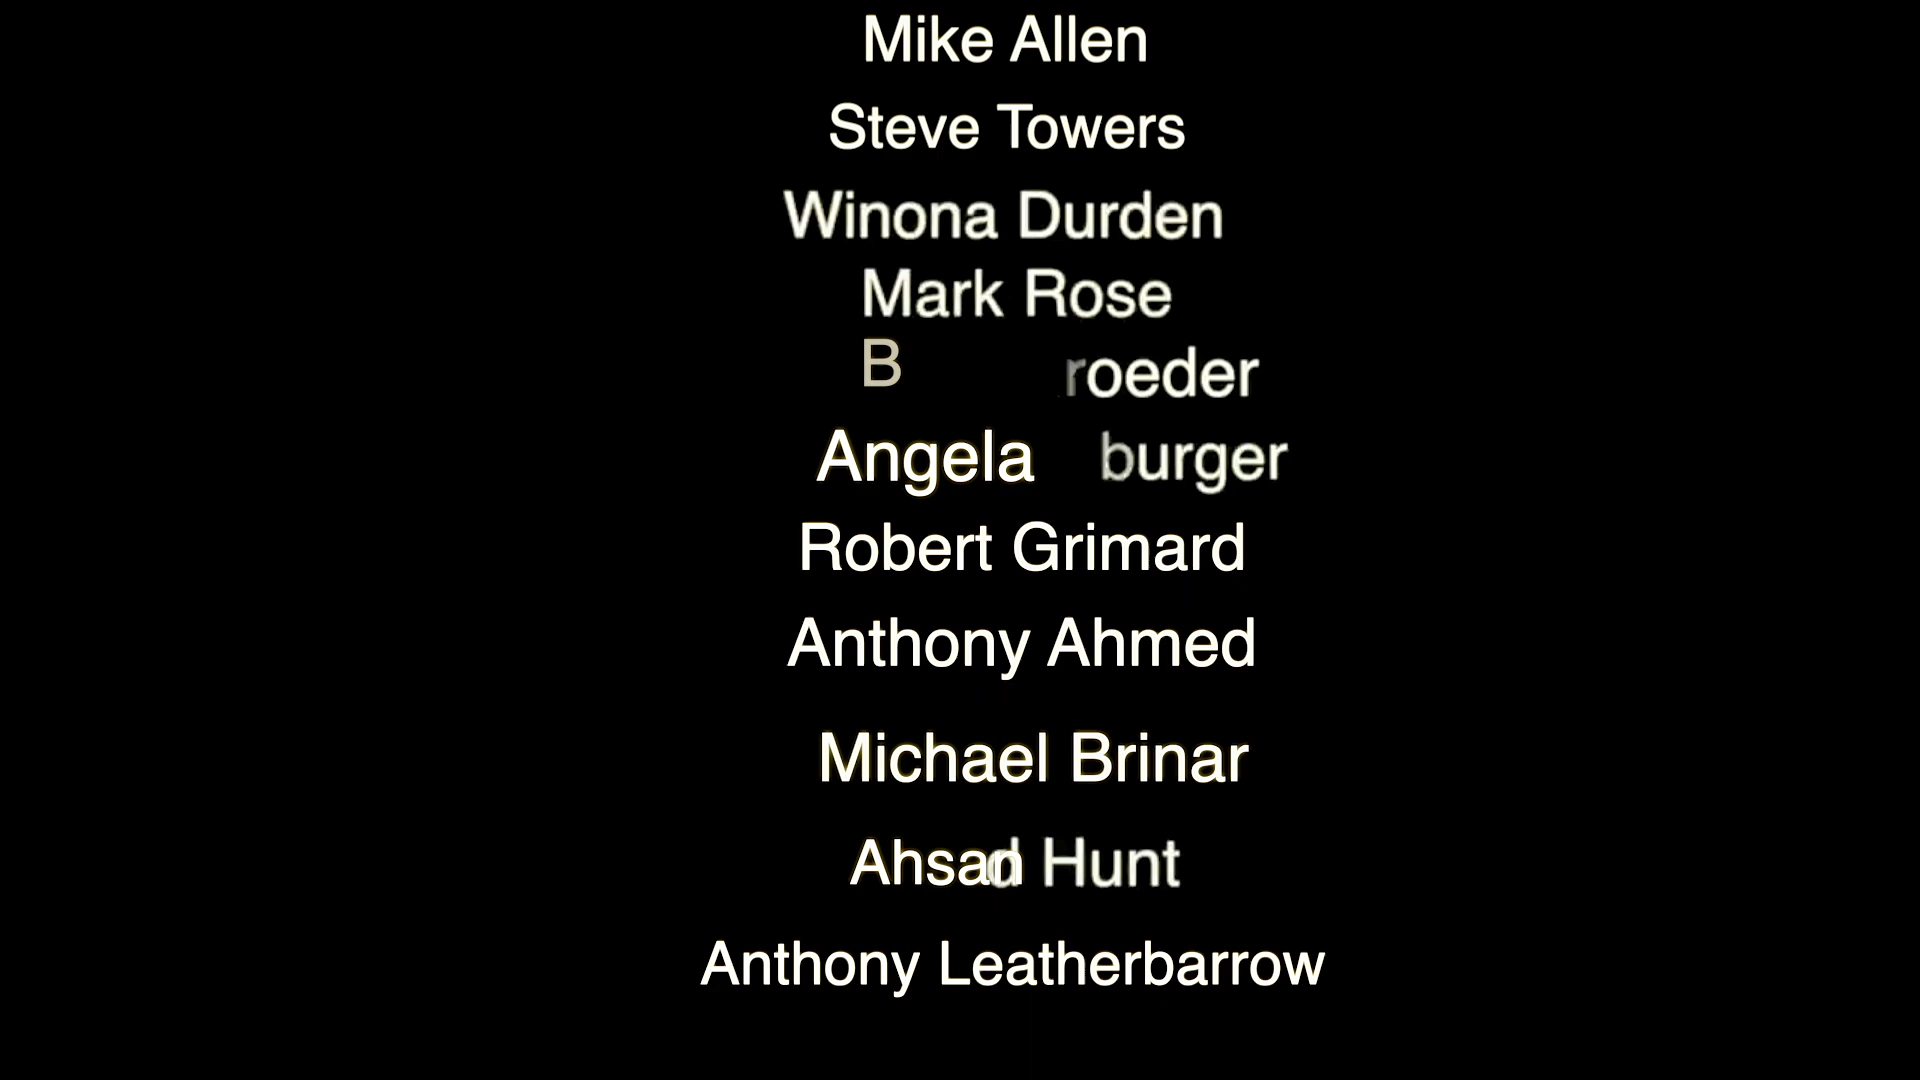 Mike Allen
Steve Towers
Winona Durden
Mark Rose
B roeder
Angela burger
Robert Grimard
Anthony Ahmed
Michael Brinar
Ahsan d Hunt
Anthony Leatherbarrow